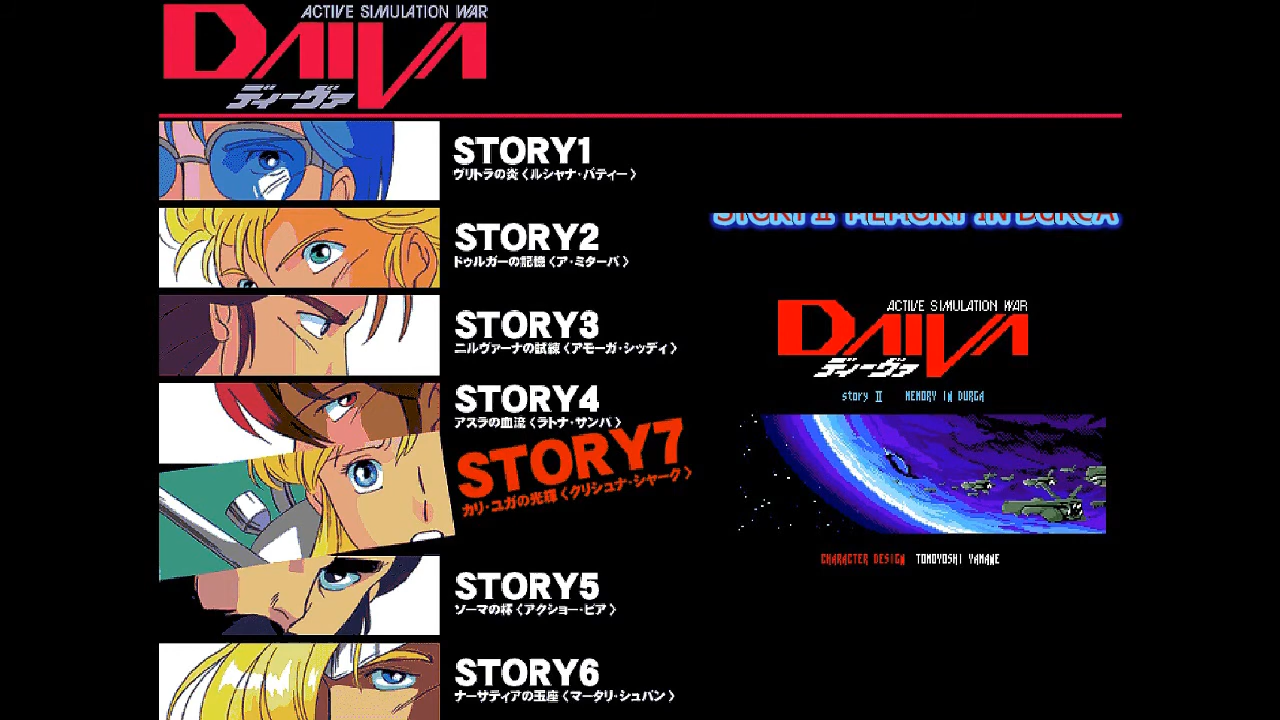 ACTIVE SIMULATION WAR
DAIVA
ディーヴァ
STORY1
ヴリトラの炎〈ルシャナ・パティー〉
STORY2
ドゥルガーの記憶〈ア・ミターバ〉
STORY3
ニルヴァーナの試練〈アモーガ・シッディ〉
STORY4
アスラの血流〈ラトナ・サンバ〉
STORY7
カリ・ユガの光輝〈クリシュナ・シャーク〉
STORY5
ソーマの杯〈アクショー・ビア〉
STORY6
ナーサティアの玉座〈マータリ・シュバン〉
STORY II MEMORY IN DURGA
ACTIVE SIMULATION WAR
DAIVA
ディーヴァ
story II MEMORY IN DURGA
CHARACTER DESIGN TOMOYOSHI YAMANE